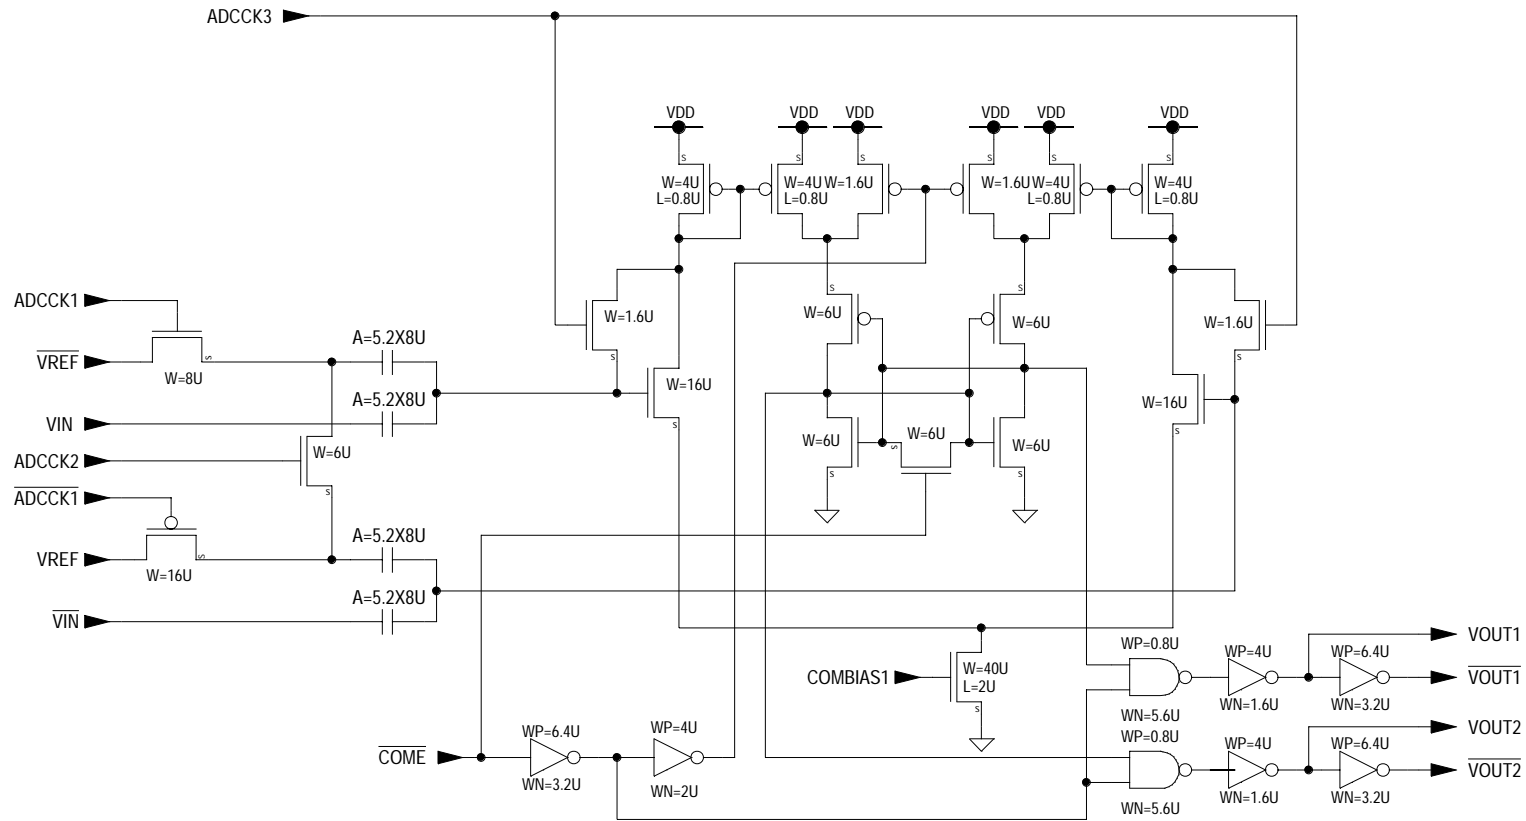 ADCCK3
VDD VDD VDD VDD VDD VDD
s s s s s s
W=4U W=4U W=1.6U W=1.6U W=4U W=4U
L=0.8U L=0.8U L=0.8U L=0.8U
ADCCK1
s s
W=1.6U W=6U W=6U W=1.6U
A=5.2X8U
VREF
s s s
W=8U
W=16U
A=5.2X8U
W=16U
VIN
s s
W=6U W=6U W=6U W=6U
ADCCK2
s
s s s
ADCCK1
A=5.2X8U
VREF
s
W=16U
A=5.2X8U
VIN
VOUT1
WP=0.8U WP=4U WP=6.4U
COMBIAS1
W=40U
L=2U
VOUT1
s
WN=1.6U WN=3.2U
WN=5.6U
WP=6.4U WP=4U
VOUT2
WP=0.8U WP=4U WP=6.4U
COME
VOUT2
WN=3.2U WN=2U
WN=1.6U WN=3.2U
WN=5.6U